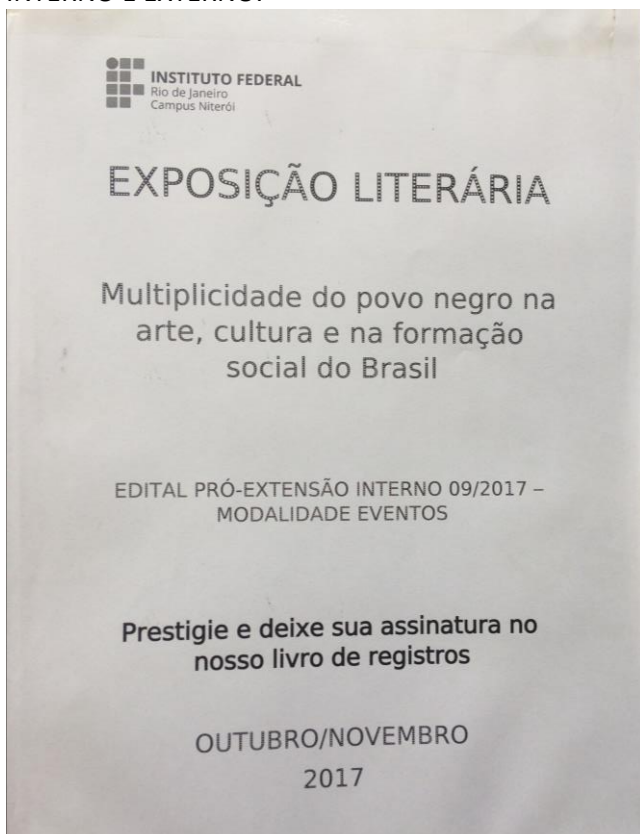 INSTITUTO FEDERAL
Rio de Janeiro
Campus Niterói
EXPOSIÇÃO LITERÁRIA
Multiplicidade do povo negro na
arte, cultura e na formação
social do Brasil
EDITAL PRÓ-EXTENSÃO INTERNO 09/2017 –
MODALIDADE EVENTOS
Prestigie e deixe sua assinatura no
nosso livro de registros
OUTUBRO/NOVEMBRO
2017